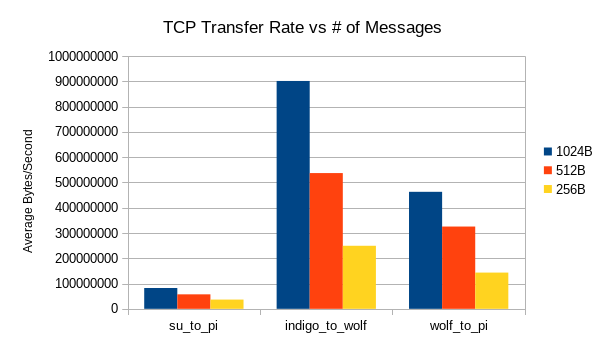 TCP Transfer Rate vs # of Messages
1000000000
900000000
800000000
700000000
600000000
500000000
400000000
300000000
200000000
100000000
0
Average Bytes/Second
su_to_pi
indigo_to_wolf
wolf_to_pi
1024B
512B
256B